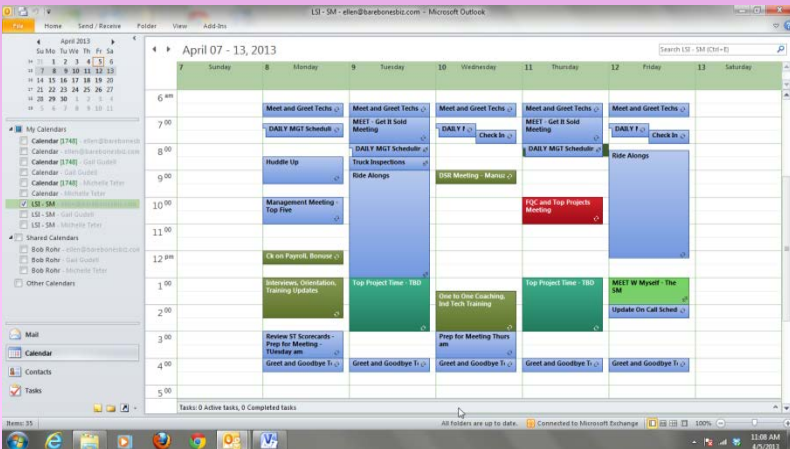 LSI - SM - ellen@barebonesbiz.com - Microsoft Outlook
File Home Send / Receive Folder View Add-Ins
April 2013
Su Mo Tu We Th Fr Sa
31 1 2 3 4 5 6
7 8 9 10 11 12 13
14 15 16 17 18 19 20
21 22 23 24 25 26 27
28 29 30 1 2 3 4
5 6 7 8 9 10 11
My Calendars
Calendar [1748] - ellen@barebonesb
Calendar - ellen@barebonesbiz.com
Calendar [1748] - Gail Gudell
Calendar - Gail Gudell
Calendar [1748] - Michelle Teter
Calendar - Michelle Teter
LSI - SM - ellen@barebonesbiz.com
LSI - SM - Gail Gudell
LSI - SM - Michelle Teter
Shared Calendars
Bob Rohr - ellen@barebonesbiz.com
Bob Rohr - Gail Gudell
Bob Rohr - Michelle Teter
Other Calendars
Mail
Calendar
Contacts
Tasks
April 07 - 13, 2013
Search LSI - SM (Ctrl+E)
7 Sunday 8 Monday 9 Tuesday 10 Wednesday 11 Thursday 12 Friday 13 Saturday
6 am
Meet and Greet Techs Meet and Greet Techs Meet and Greet Techs Meet and Greet Techs Meet and Greet Techs
7 00
DAILY MGT Scheduli
MEET - Get It Sold
Meeting
DAILY
Check In
MEET - Get It Sold
Meeting
DAILY
Check In
8 00
DAILY MGT Schedulir
DAILY MGT Schedulir
Huddle Up
Truck Inspections
Ride Alongs
9 00
Ride Alongs
DSR Meeting - Manuz
10 00
Management Meeting -
Top Five
FQC and Top Projects
Meeting
11 00
12 pm
Ck on Payroll, Bonuse
1 00
Interviews, Orientation,
Training Updates
Top Project Time - TBD
One to One Coaching,
Ind Tech Training
Top Project Time - TBD
MEET W Myself - The
SM
2 00
Update On Call Sched
3 00
Review ST Scorecards -
Prep for Meeting -
TUesday am
Prep for Meeting Thurs
am
4 00
Greet and Goodbye T Greet and Goodbye T Greet and Goodbye T Greet and Goodbye T Greet and Goodbye T
5 00
Tasks: 0 Active tasks, 0 Completed tasks
Items: 35
All folders are up to date. Connected to Microsoft Exchange 100%
11:08 AM
4/5/2013